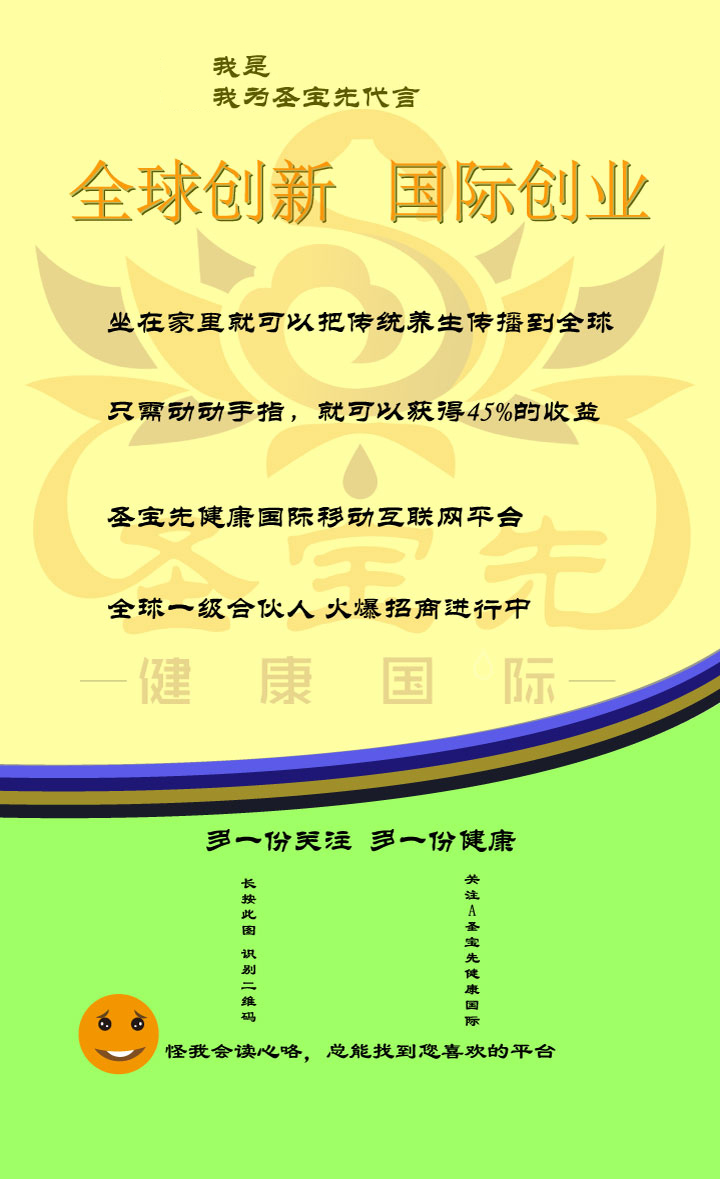 我是
我为圣宝先代言
全球创新 国际创业
坐在家里就可以把传统养生传播到全球
只需动动手指，就可以获得45%的收益
圣宝先健康国际移动互联网平台
圣宝先
全球一级合伙人 火爆招商进行中
健康国际
多一份关注 多一份健康
长按此图 识别二维码
关注A圣宝先健康国际
怪我会读心咯，总能找到您喜欢的平台